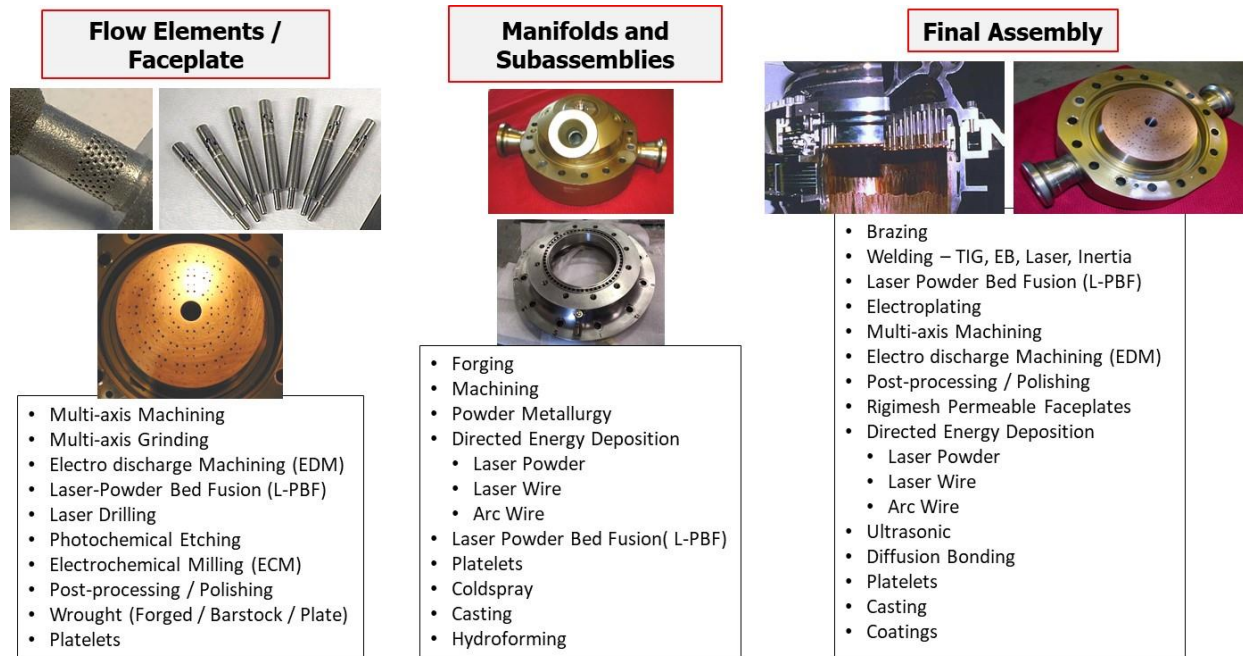 Flow Elements /
Faceplate
Multi-axis Machining
Multi-axis Grinding
Electro discharge Machining (EDM)
Laser-Powder Bed Fusion (L-PBF)
Laser Drilling
Photochemical Etching
Electrochemical Milling (ECM)
Post-processing / Polishing
Wrought (Forged / Barstock / Plate)
Platelets
Manifolds and
Subassemblies
Forging
Machining
Powder Metallurgy
Directed Energy Deposition
Laser Powder
Laser Wire
Arc Wire
Laser Powder Bed Fusion( L-PBF)
Platelets
Coldspray
Casting
Hydroforming
Final Assembly
Brazing
Welding – TIG, EB, Laser, Inertia
Laser Powder Bed Fusion (L-PBF)
Electroplating
Multi-axis Machining
Electro discharge Machining (EDM)
Post-processing / Polishing
Rigimesh Permeable Faceplates
Directed Energy Deposition
Laser Powder
Laser Wire
Arc Wire
Ultrasonic
Diffusion Bonding
Platelets
Casting
Coatings